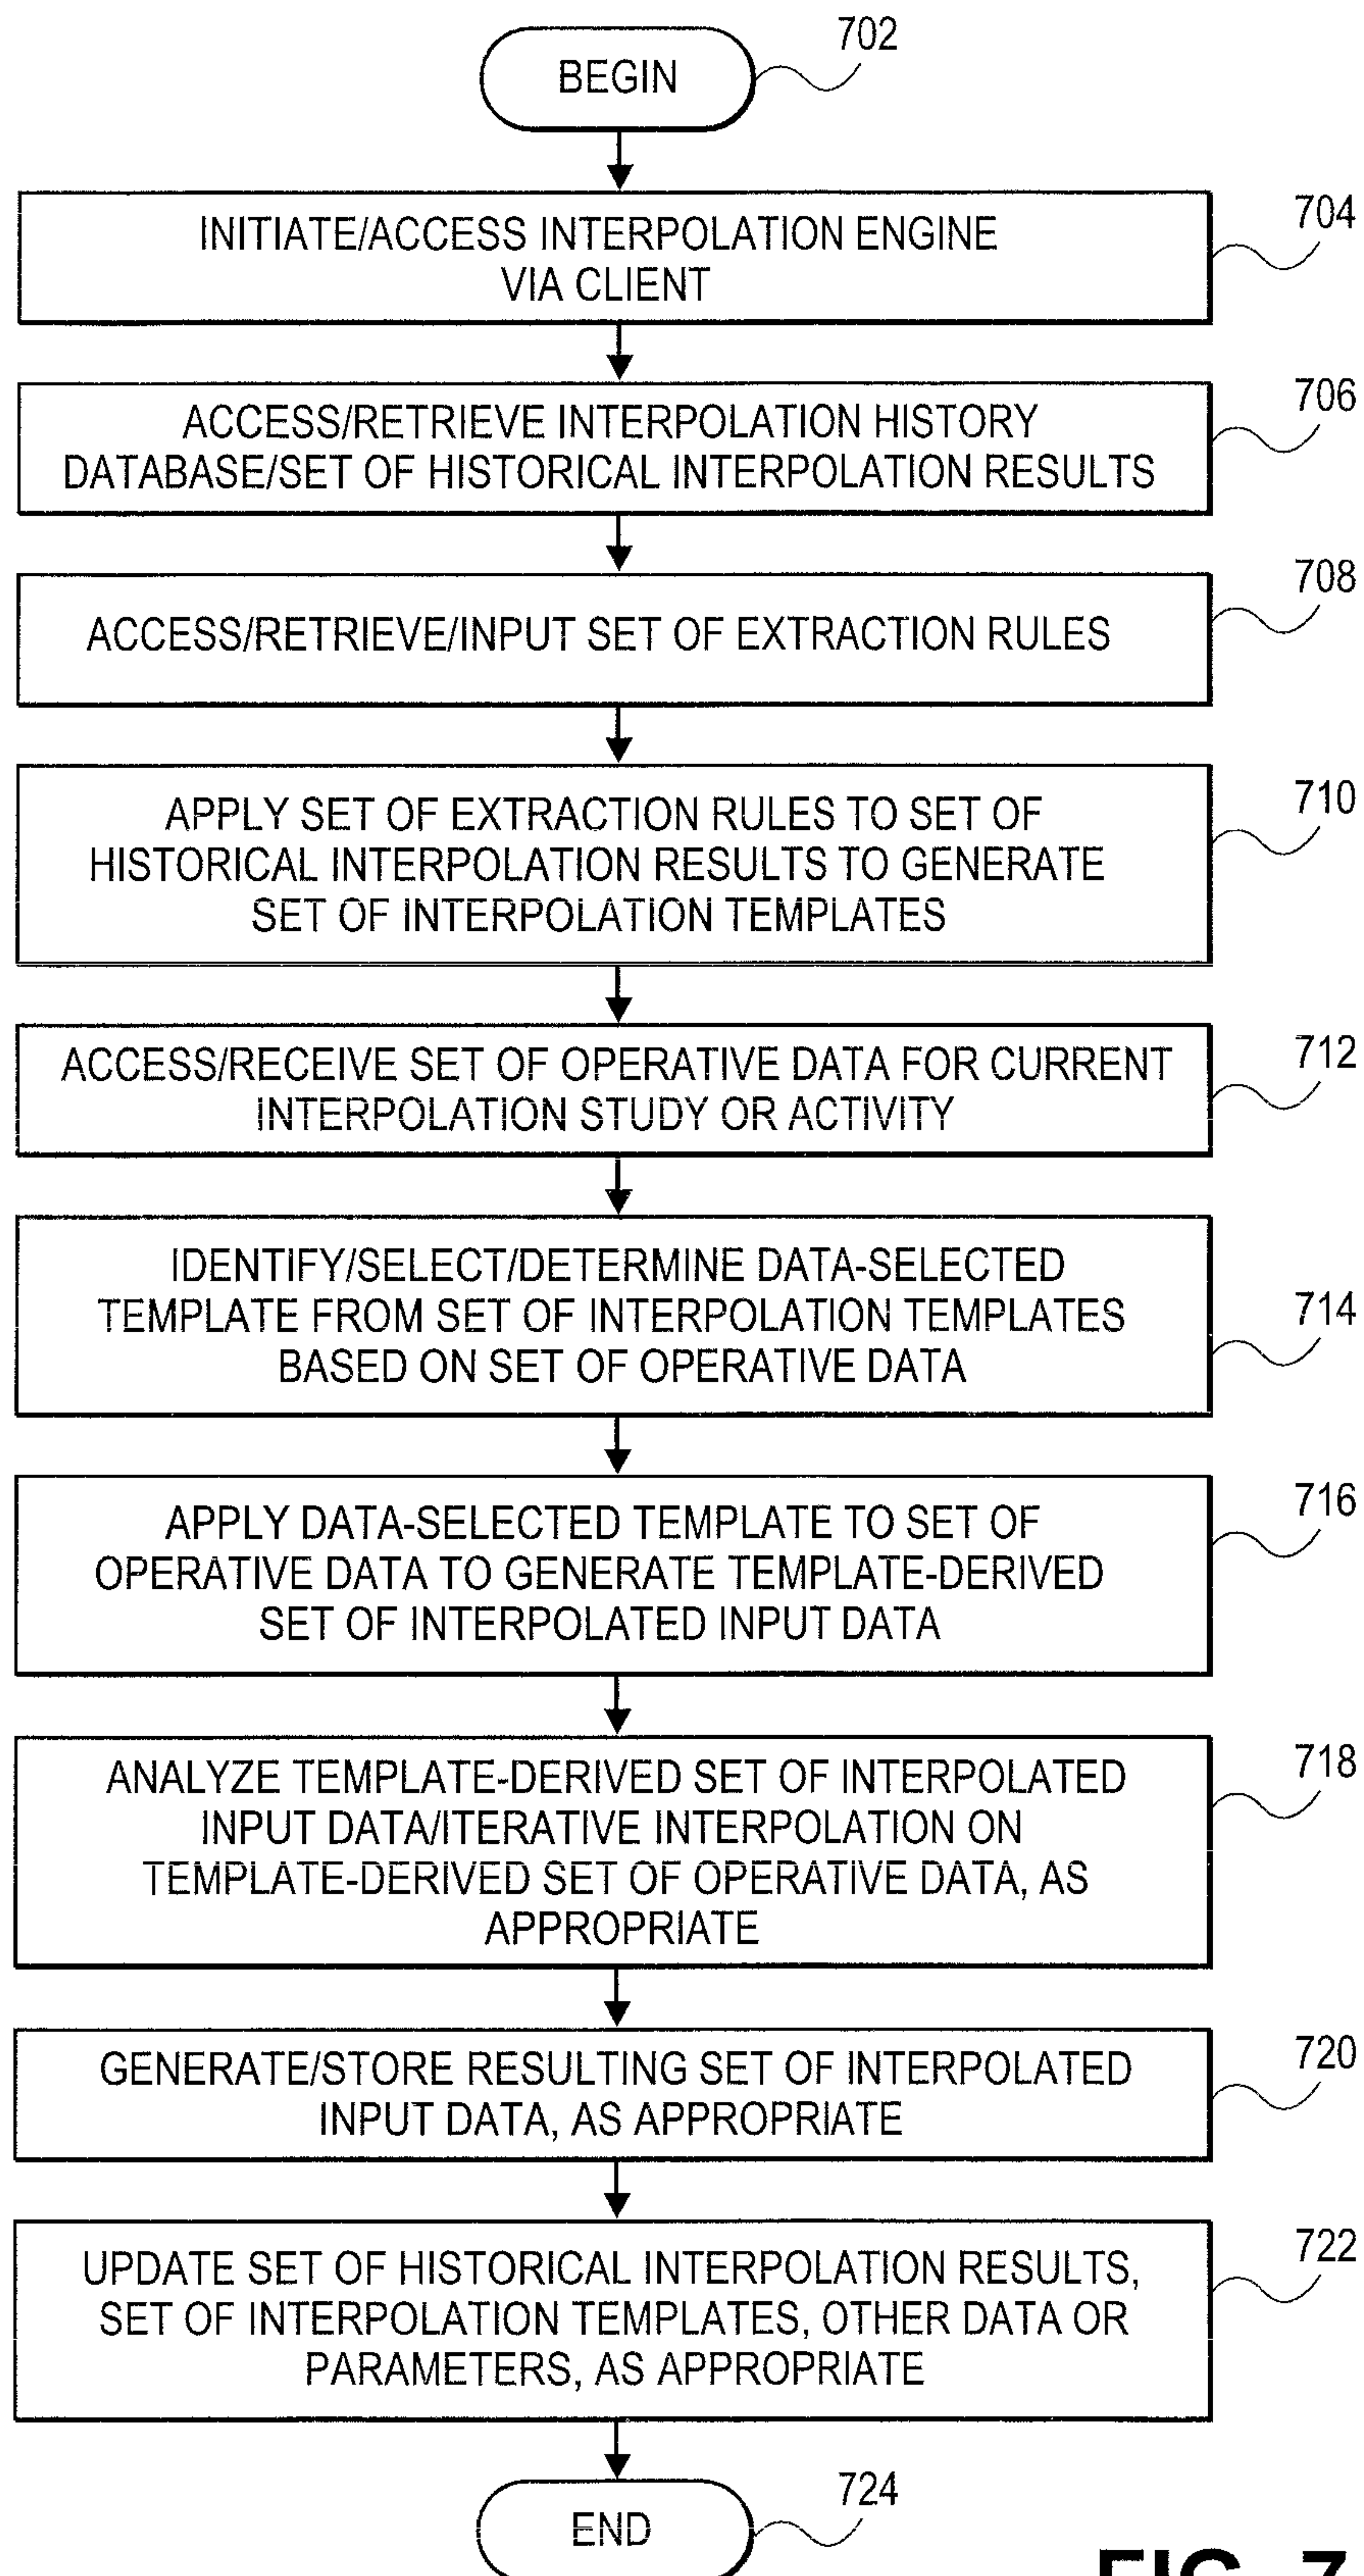 702
BEGIN
704
INITIATE/ACCESS INTERPOLATION ENGINE
VIA CLIENT
706
ACCESS/RETRIEVE INTERPOLATION HISTORY
DATABASE/SET OF HISTORICAL INTERPOLATION RESULTS
708
ACCESS/RETRIEVE/INPUT SET OF EXTRACTION RULES
710
APPLY SET OF EXTRACTION RULES TO SET OF
HISTORICAL INTERPOLATION RESULTS TO GENERATE
SET OF INTERPOLATION TEMPLATES
712
ACCESS/RECEIVE SET OF OPERATIVE DATA FOR CURRENT
INTERPOLATION STUDY OR ACTIVITY
714
IDENTIFY/SELECT/DETERMINE DATA-SELECTED
TEMPLATE FROM SET OF INTERPOLATION TEMPLATES
BASED ON SET OF OPERATIVE DATA
716
APPLY DATA-SELECTED TEMPLATE TO SET OF
OPERATIVE DATA TO GENERATE TEMPLATE-DERIVED
SET OF INTERPOLATED INPUT DATA
718
ANALYZE TEMPLATE-DERIVED SET OF INTERPOLATED
INPUT DATA/ITERATIVE INTERPOLATION ON
TEMPLATE-DERIVED SET OF OPERATIVE DATA, AS
APPROPRIATE
720
GENERATE/STORE RESULTING SET OF INTERPOLATED
INPUT DATA, AS APPROPRIATE
722
UPDATE SET OF HISTORICAL INTERPOLATION RESULTS,
SET OF INTERPOLATION TEMPLATES, OTHER DATA OR
PARAMETERS, AS APPROPRIATE
724
END
FIG. 7